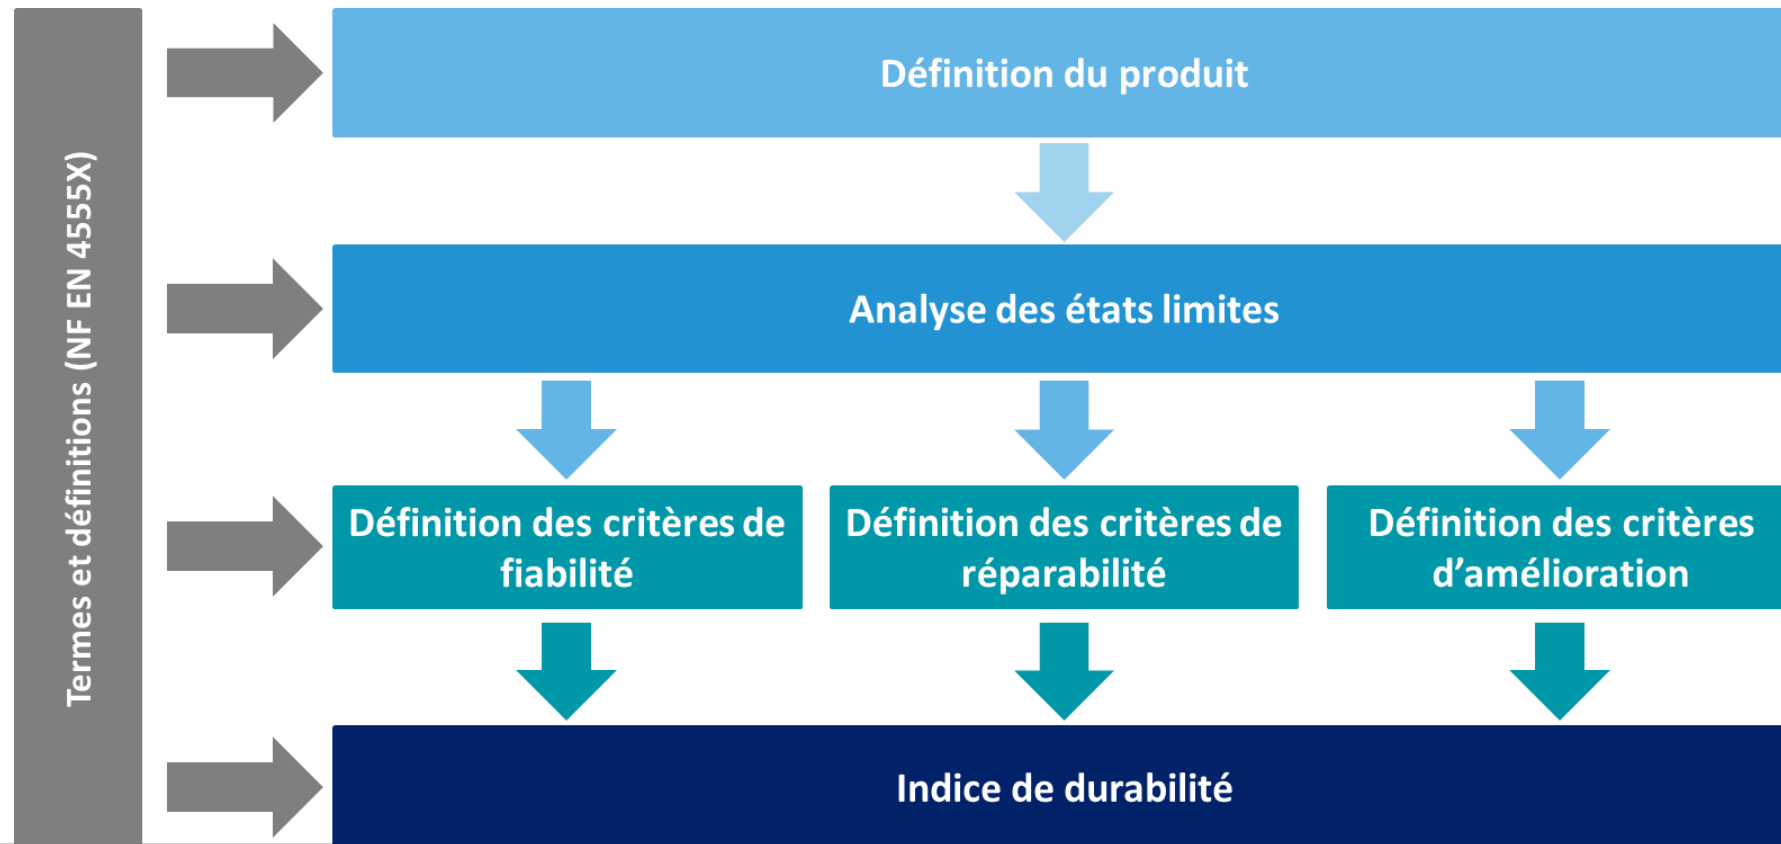 Termes et définitions (NF EN 4555X)
Définition du produit
Analyse des états limites
Définition des critères de
fiabilité
Définition des critères de
réparabilité
Définition des critères
d’amélioration
Indice de durabilité